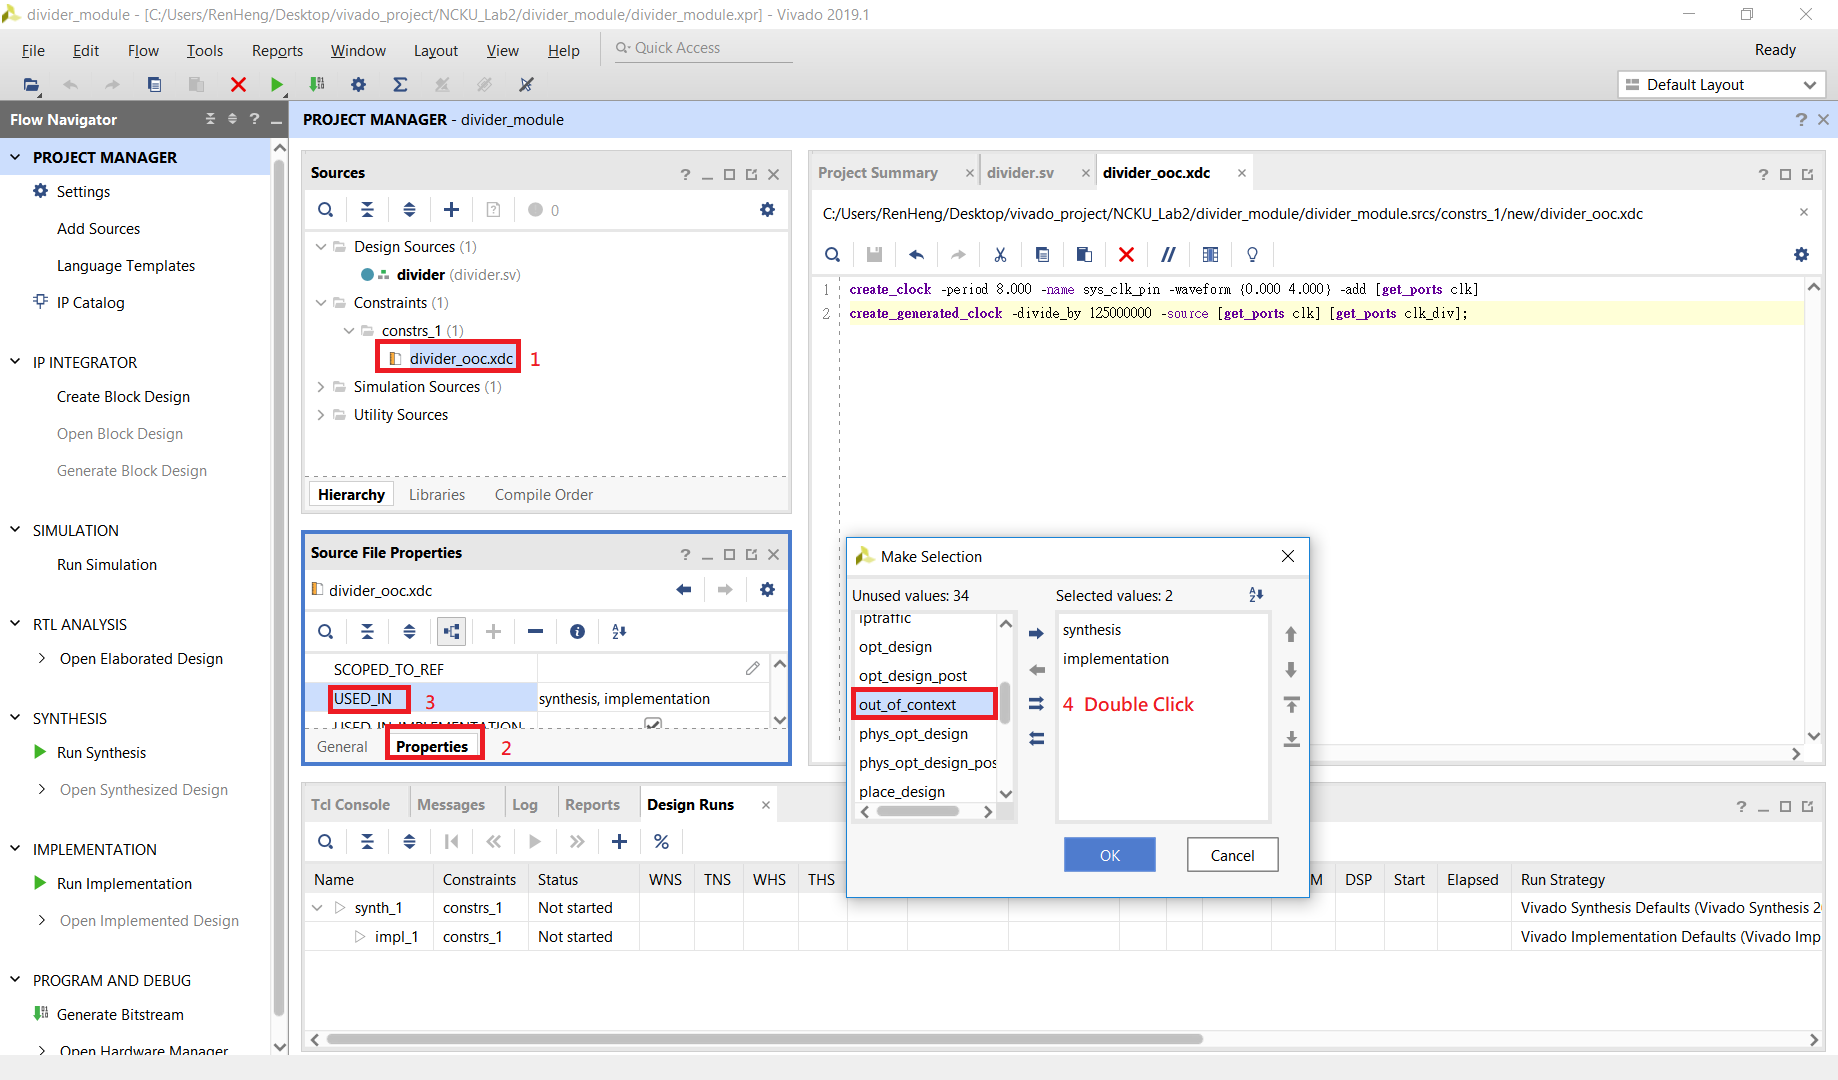 divider_module - [C:/Users/RenHeng/Desktop/vivado_project/NCKU_Lab2/divider_module/divider_module.xpr] - Vivado 2019.1
File Edit Flow Tools Reports Window Layout View Help Quick Access Ready
Default Layout
Flow Navigator
PROJECT MANAGER
Settings
Add Sources
Language Templates
IP Catalog
IP INTEGRATOR
Create Block Design
Open Block Design
Generate Block Design
SIMULATION
Run Simulation
RTL ANALYSIS
Open Elaborated Design
SYNTHESIS
Run Synthesis
Open Synthesized Design
IMPLEMENTATION
Run Implementation
Open Implemented Design
PROGRAM AND DEBUG
Generate Bitstream
Open Hardware Manager
PROJECT MANAGER - divider_module
Sources
0
Design Sources (1)
divider (divider.sv)
Constraints (1)
constrs_1 (1)
divider_ooc.xdc 1
Simulation Sources (1)
Utility Sources
Hierarchy Libraries Compile Order
Source File Properties
divider_ooc.xdc
SCOPED_TO_REF
USED_IN 3 synthesis, implementation
USED_IN_IMPLEMENTATION
General Properties 2
Project Summary divider.sv divider_ooc.xdc
C:/Users/RenHeng/Desktop/vivado_project/NCKU_Lab2/divider_module/divider_module.srcs/constrs_1/new/divider_ooc.xdc
1 create_clock -period 8.000 -name sys_clk_pin -waveform {0.000 4.000} -add [get_ports clk]
2 create_generated_clock -divide_by 125000000 -source [get_ports clk] [get_ports clk_div];
Make Selection
Unused values: 34
iptraffic
opt_design
opt_design_post
out_of_context
phys_opt_design
phys_opt_design_pos
place_design
Selected values: 2
synthesis
implementation
4 Double Click
OK Cancel
Tcl Console Messages Log Reports Design Runs
Name Constraints Status WNS TNS WHS THS M DSP Start Elapsed Run Strategy
synth_1 constrs_1 Not started Vivado Synthesis Defaults (Vivado Synthesis 2
impl_1 constrs_1 Not started Vivado Implementation Defaults (Vivado Imp